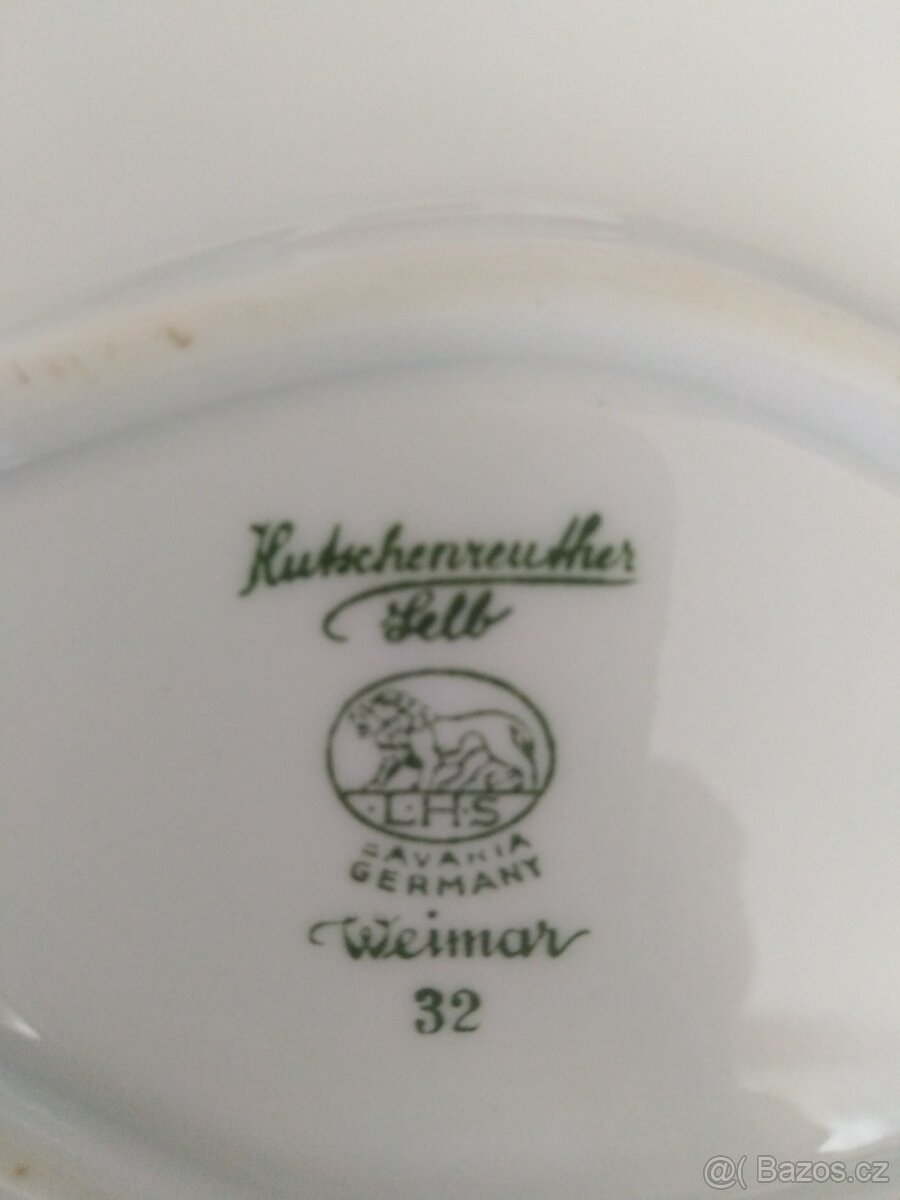 Hutschenreuther
Selb
L·H·S
BAVARIA
GERMANY
Weimar
32
@( Bazos.cz